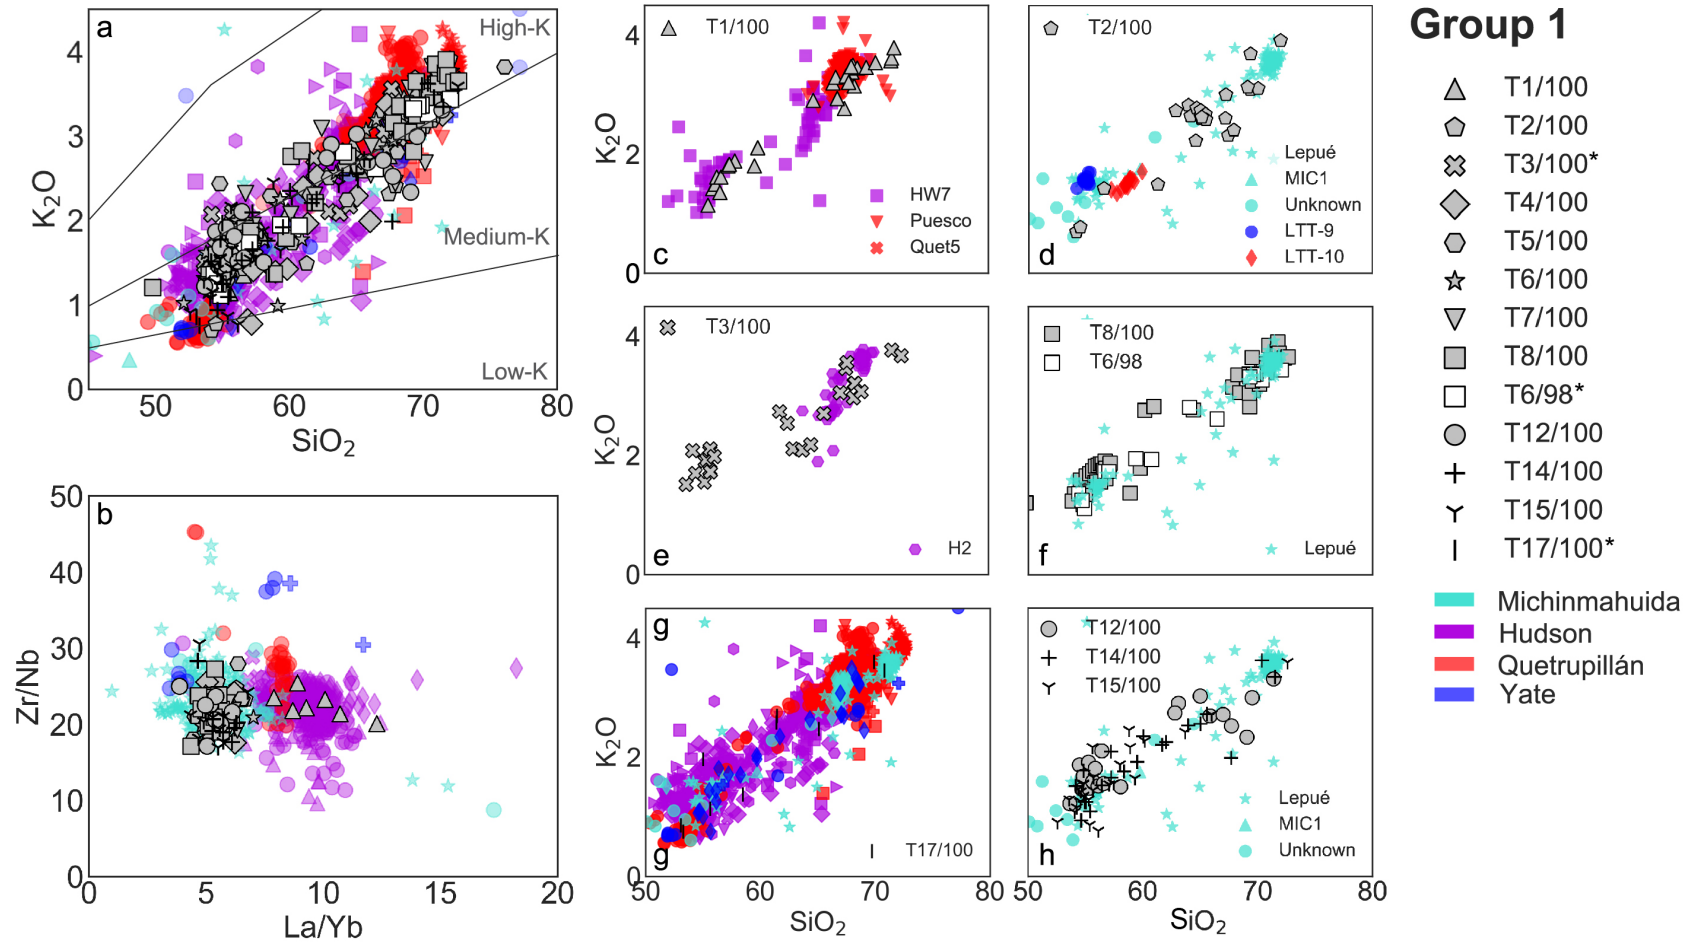 a
High-K
Medium-K
Low-K
K₂O
4
3
2
1
0
50
60
70
80
SiO₂
b
Zr/Nb
50
40
30
20
10
0
0
5
10
15
20
La/Yb
T1/100
HW7
Puesco
Quet5
c
K₂O
4
2
0
T2/100
Lepué
MIC1
Unknown
LTT-9
LTT-10
d
T3/100
H2
e
K₂O
4
2
0
T8/100
T6/98
Lepué
f
g
g
T17/100
K₂O
4
2
0
50
60
70
80
SiO₂
T12/100
T14/100
T15/100
Lepué
MIC1
Unknown
h
50
60
70
80
SiO₂
Group 1
T1/100
T2/100
T3/100*
T4/100
T5/100
T6/100
T7/100
T8/100
T6/98*
T12/100
T14/100
T15/100
T17/100*
Michinmahuida
Hudson
Quetrupillán
Yate